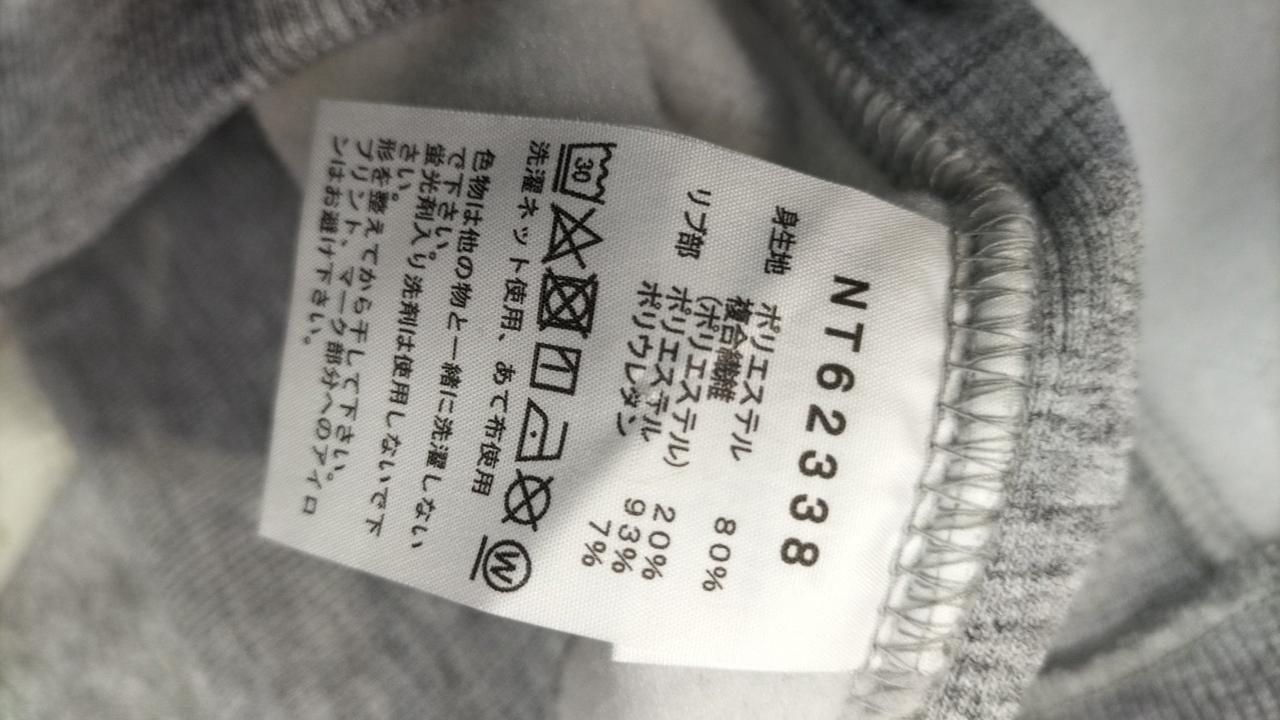 NT62338
身生地 ポリエステル 80%
複合繊維
(ポリエステル) 20%
リブ部 ポリエステル 93%
ポリウレタン 7%
30
W
洗濯ネット使用、あて布使用
色物は他の物と一緒に洗濯しない
で下さい。
蛍光剤入り洗剤は使用しないで下
さい。
形を整えてから干して下さい。
プリント、マーク部分へのアイロ
ンはお避け下さい。